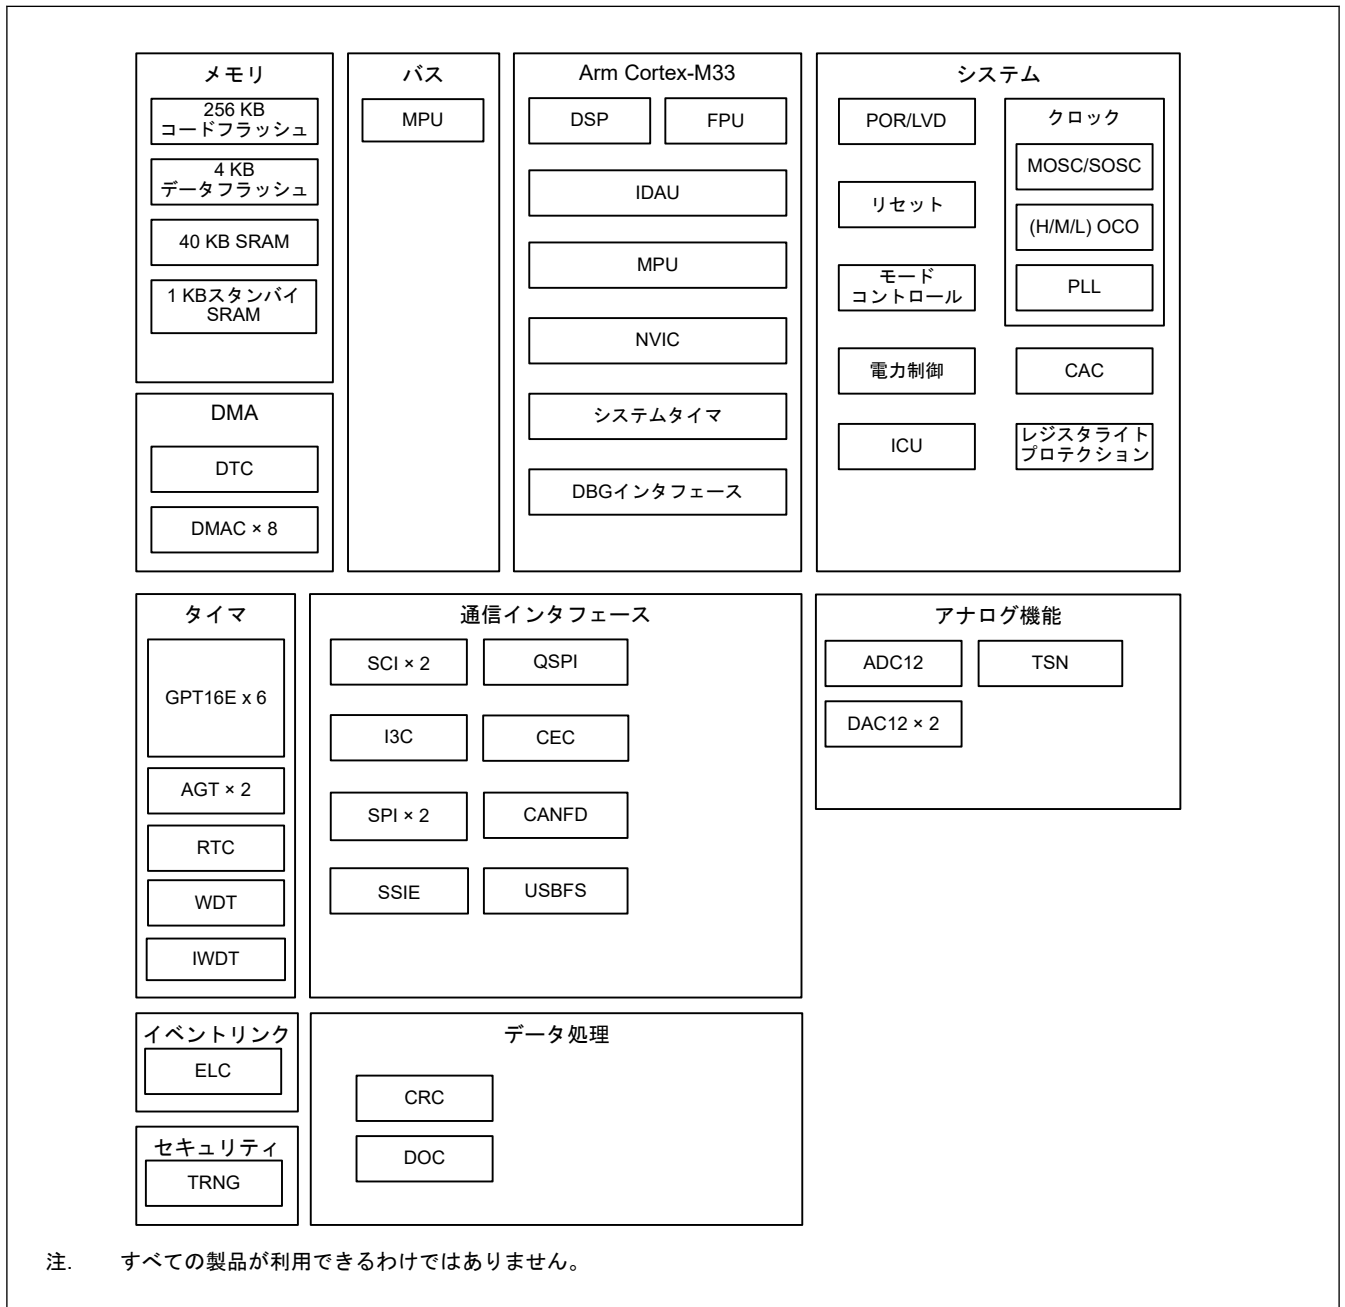 メモリ
256 KB
コードフラッシュ
4 KB
データフラッシュ
40 KB SRAM
1 KBスタンバイ
SRAM
DMA
DTC
DMAC × 8
バス
MPU
Arm Cortex-M33
DSP
FPU
IDAU
MPU
NVIC
システムタイマ
DBGインタフェース
システム
POR/LVD
リセット
モード
コントロール
電力制御
ICU
クロック
MOSC/SOSC
(H/M/L) OCO
PLL
CAC
レジスタライト
プロテクション
タイマ
GPT16E x 6
AGT × 2
RTC
WDT
IWDT
通信インタフェース
SCI × 2
QSPI
I3C
CEC
SPI × 2
CANFD
SSIE
USBFS
アナログ機能
ADC12
TSN
DAC12 × 2
イベントリンク
ELC
セキュリティ
TRNG
データ処理
CRC
DOC
注. すべての製品が利用できるわけではありません。